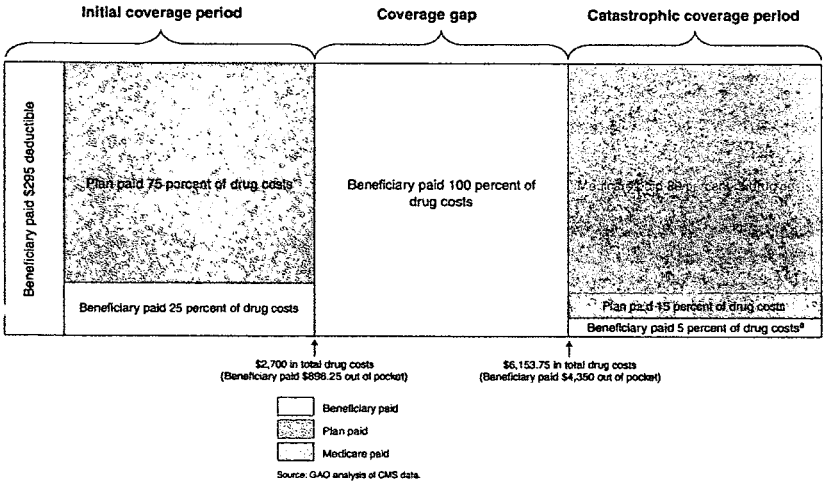 Initial coverage period
Coverage gap
Catastrophic coverage period
Beneficiary paid $295 deductible
Plan paid 75 percent of drug costs
Beneficiary paid 25 percent of drug costs
Beneficiary paid 100 percent of
drug costs
Plan paid 15 percent of drug costs
Beneficiary paid 5 percent of drug costsᵃ
$2,700 in total drug costs
(Beneficiary paid $896.25 out of pocket)
$6,153.75 in total drug costs
(Beneficiary paid $4,350 out of pocket)
Beneficiary paid
Plan paid
Medicare paid
Source: GAO analysis of CMS data.